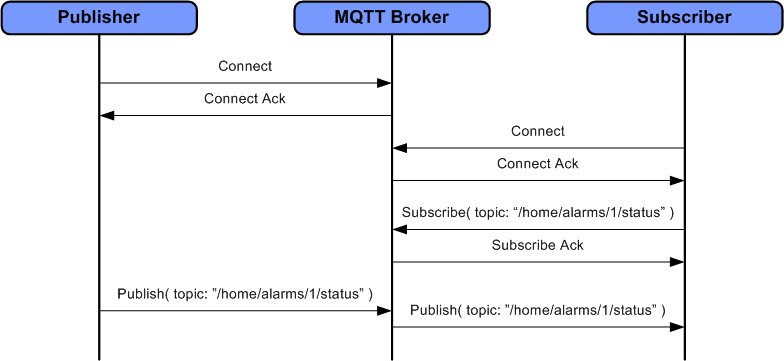 Publisher
MQTT Broker
Subscriber
Connect
Connect Ack
Connect
Connect Ack
Subscribe( topic: “/home/alarms/1/status” )
Subscribe Ack
Publish( topic: ”/home/alarms/1/status” )
Publish( topic: ”/home/alarms/1/status” )